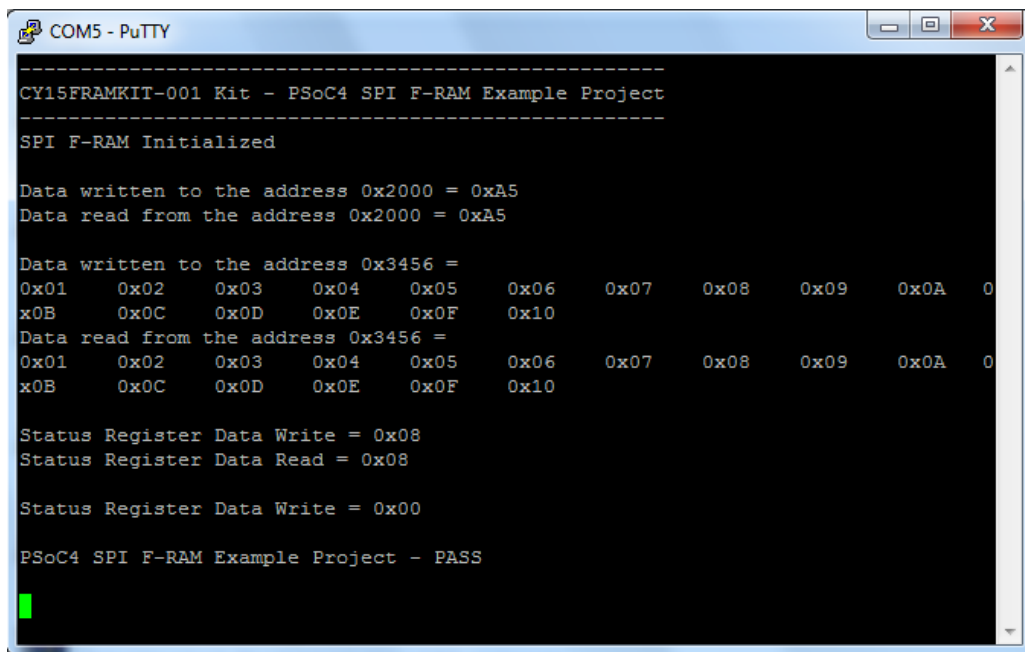 COM5 - PuTTY
-----------------------------------------------------
CY15FRAMKIT-001 Kit - PSoC4 SPI F-RAM Example Project
-----------------------------------------------------
SPI F-RAM Initialized
Data written to the address 0x2000 = 0xA5
Data read from the address 0x2000 = 0xA5
Data written to the address 0x3456 =
0x01    0x02    0x03    0x04    0x05    0x06    0x07    0x08    0x09    0x0A    0
x0B     0x0C    0x0D    0x0E    0x0F    0x10
Data read from the address 0x3456 =
0x01    0x02    0x03    0x04    0x05    0x06    0x07    0x08    0x09    0x0A    0
x0B     0x0C    0x0D    0x0E    0x0F    0x10
Status Register Data Write = 0x08
Status Register Data Read = 0x08
Status Register Data Write = 0x00
PSoC4 SPI F-RAM Example Project - PASS